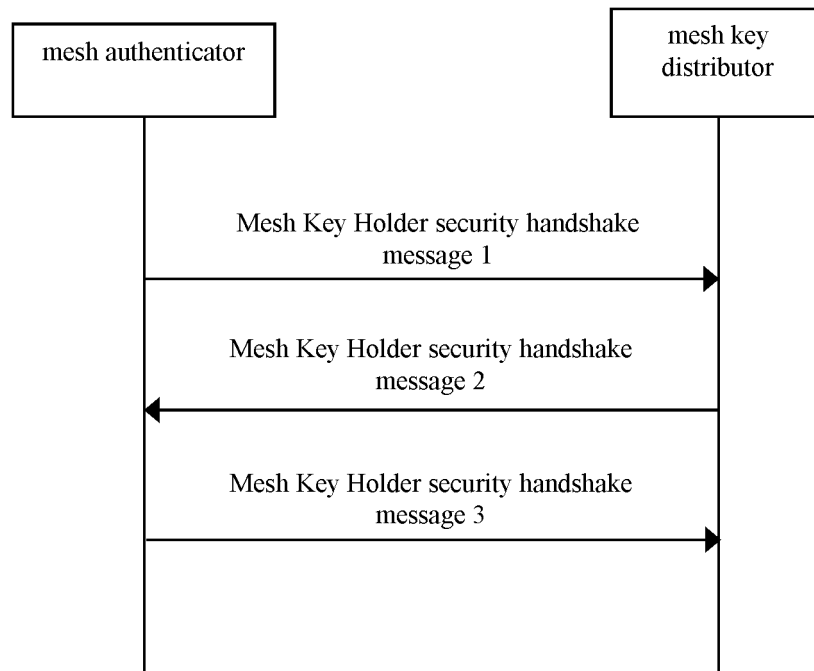 mesh authenticator
mesh key
distributor
Mesh Key Holder security handshake
message 1
Mesh Key Holder security handshake
message 2
Mesh Key Holder security handshake
message 3